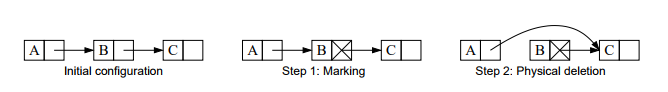 A B C A B C A B C
Initial configuration Step 1: Marking Step 2: Physical deletion